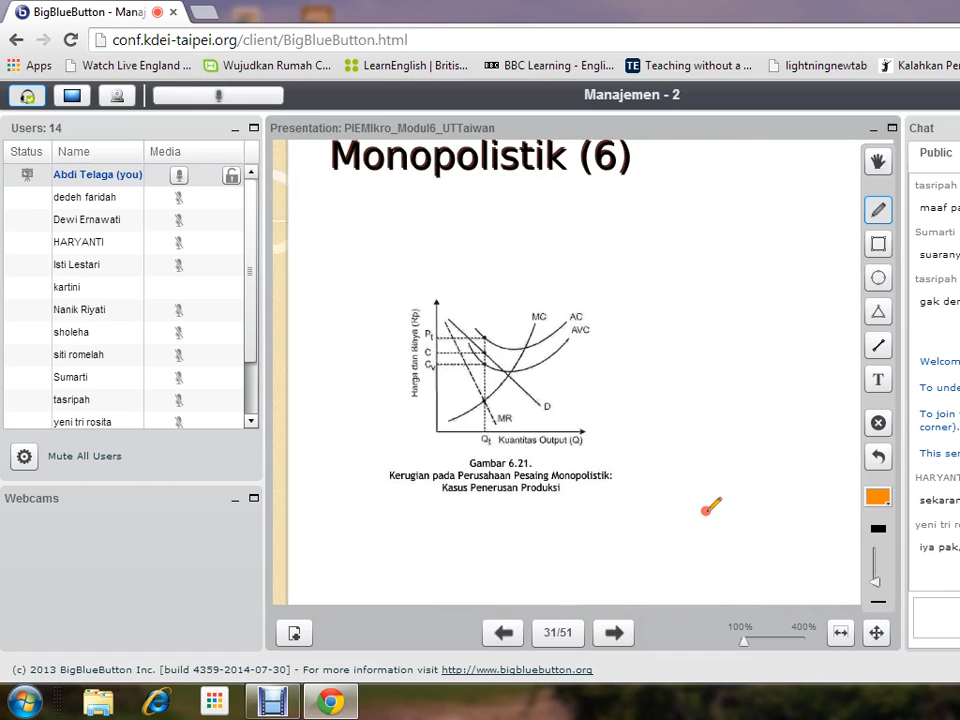 BigBlueButton - Manaj
conf.kdei-taipei.org/client/BigBlueButton.html
Apps Watch Live England ... Wujudkan Rumah C... LearnEnglish | Britis... BBC BBC Learning - Engli... TE Teaching without a ... lightningnewtab Kalahkan Pe
Manajemen - 2
Users: 14
Status Name Media
Abdi Telaga (you)
dedeh faridah
Dewi Ernawati
HARYANTI
Isti Lestari
kartini
Nanik Riyati
sholeha
siti romelah
Sumarti
tasripah
yeni tri rosita
Mute All Users
Webcams
Presentation: PIEMIkro_Modul6_UTTaiwan
Monopolistik (6)
Harga dan Biaya (Rp)
MC AC
AVC
Pt
C
Cv
D
MR
Qt Kuantitas Output (Q)
Gambar 6.21.
Kerugian pada Perusahaan Pesaing Monopolistik:
Kasus Penerusan Produksi
T
31/51
100% 400%
Chat
Public
tasripah
maaf pa
Sumarti
suarany
tasripah
gak der
Welcom
To unde
To join
corner).
This ser
HARYANT
sekaran
yeni tri ro
iya pak,
(c) 2013 BigBlueButton Inc. [build 4359-2014-07-30] - For more information visit http://www.bigbluebutton.org